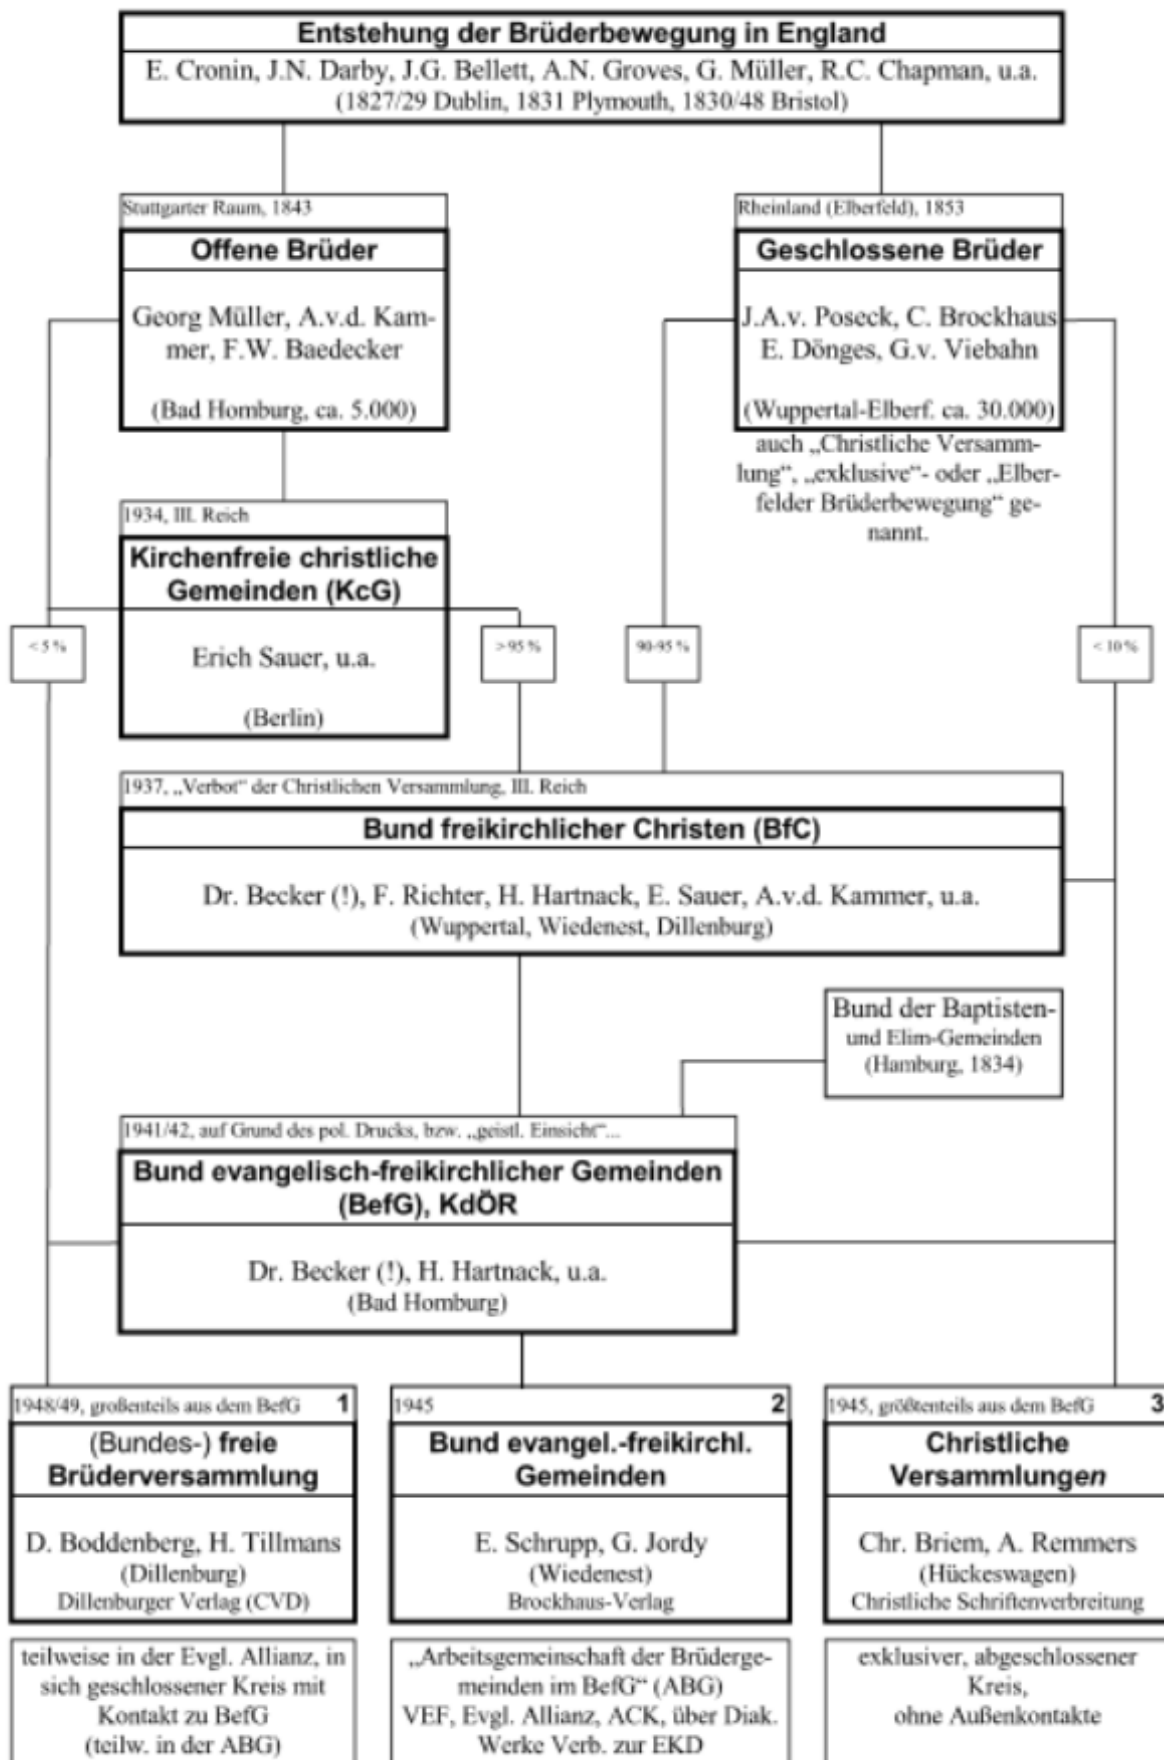 Entstehung der Brüderbewegung in England
E. Cronin, J.N. Darby, J.G. Bellett, A.N. Groves, G. Müller, R.C. Chapman, u.a.
(1827/29 Dublin, 1831 Plymouth, 1830/48 Bristol)
Stuttgarter Raum, 1843
Offene Brüder
Georg Müller, A.v.d. Kam-
mer, F.W. Baedecker
(Bad Homburg, ca. 5.000)
Rheinland (Elberfeld), 1853
Geschlossene Brüder
J.A.v. Poseck, C. Brockhaus
E. Dönges, G.v. Viebahn
(Wuppertal-Elberf. ca. 30.000)
auch „Christliche Versamm-
lung“, „exklusive“- oder „Elber-
felder Brüderbewegung“ ge-
nannt.
1934, III. Reich
Kirchenfreie christliche
Gemeinden (KcG)
Erich Sauer, u.a.
(Berlin)
< 5 %
> 95 %
90-95 %
< 10 %
1937, „Verbot“ der Christlichen Versammlung, III. Reich
Bund freikirchlicher Christen (BfC)
Dr. Becker (!), F. Richter, H. Hartnack, E. Sauer, A.v.d. Kammer, u.a.
(Wuppertal, Wiedenest, Dillenburg)
Bund der Baptisten-
und Elim-Gemeinden
(Hamburg, 1834)
1941/42, auf Grund des pol. Drucks, bzw. „geistl. Einsicht“...
Bund evangelisch-freikirchlicher Gemeinden
(BefG), KdÖR
Dr. Becker (!), H. Hartnack, u.a.
(Bad Homburg)
1948/49, großenteils aus dem BefG 1
(Bundes-) freie
Brüderversammlung
D. Boddenberg, H. Tillmans
(Dillenburg)
Dillenburger Verlag (CVD)
teilweise in der Evgl. Allianz, in
sich geschlossener Kreis mit
Kontakt zu BefG
(teilw. in der ABG)
1945 2
Bund evangel.-freikirchl.
Gemeinden
E. Schrupp, G. Jordy
(Wiedenest)
Brockhaus-Verlag
„Arbeitsgemeinschaft der Brüderge-
meinden im BefG“ (ABG)
VEF, Evgl. Allianz, ACK, über Diak.
Werke Verb. zur EKD
1945, größtenteils aus dem BefG 3
Christliche
Versammlungen
Chr. Briem, A. Remmers
(Hückeswagen)
Christliche Schriftenverbreitung
exklusiver, abgeschlossener
Kreis,
ohne Außenkontakte